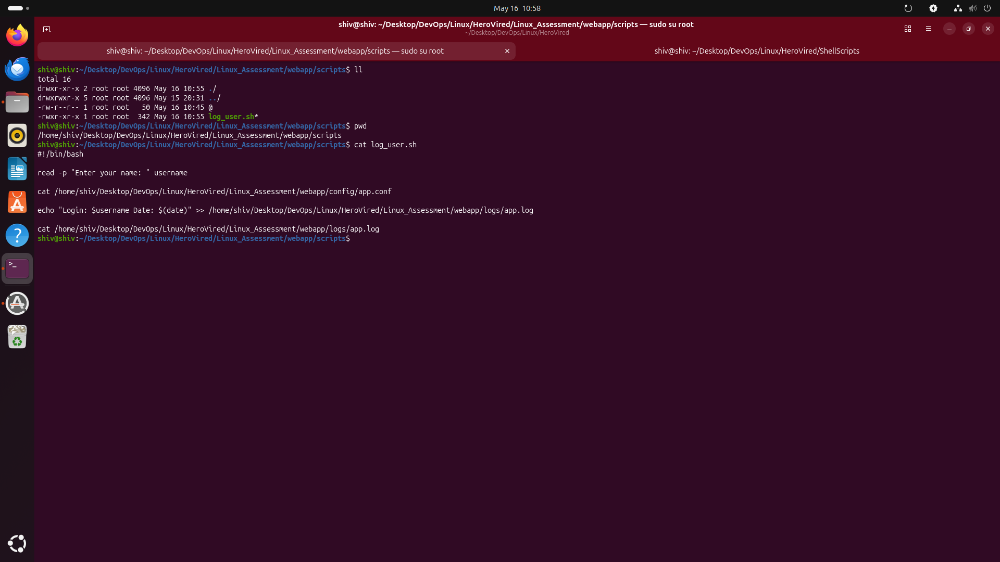 May 16 10:58
shiv@shiv: ~/Desktop/DevOps/Linux/HeroVired/Linux_Assessment/webapp/scripts — sudo su root
~/Desktop/DevOps/Linux/HeroVired
shiv@shiv: ~/Desktop/DevOps/Linux/HeroVired/Linux_Assessment/webapp/scripts — sudo su root
shiv@shiv: ~/Desktop/DevOps/Linux/HeroVired/ShellScripts
shiv@shiv:~/Desktop/DevOps/Linux/HeroVired/Linux_Assessment/webapp/scripts$ ll
total 16
drwxr-xr-x 2 root root 4096 May 16 10:55 ./
drwxrwxr-x 5 root root 4096 May 15 20:31 ../
-rw-r--r-- 1 root root   50 May 16 10:45 @
-rwxr-xr-x 1 root root  342 May 16 10:55 log_user.sh*
shiv@shiv:~/Desktop/DevOps/Linux/HeroVired/Linux_Assessment/webapp/scripts$ pwd
/home/shiv/Desktop/DevOps/Linux/HeroVired/Linux_Assessment/webapp/scripts
shiv@shiv:~/Desktop/DevOps/Linux/HeroVired/Linux_Assessment/webapp/scripts$ cat log_user.sh
#!/bin/bash
read -p "Enter your name: " username
cat /home/shiv/Desktop/DevOps/Linux/HeroVired/Linux_Assessment/webapp/config/app.conf
echo "Login: $username Date: $(date)" >> /home/shiv/Desktop/DevOps/Linux/HeroVired/Linux_Assessment/webapp/logs/app.log
cat /home/shiv/Desktop/DevOps/Linux/HeroVired/Linux_Assessment/webapp/logs/app.log
shiv@shiv:~/Desktop/DevOps/Linux/HeroVired/Linux_Assessment/webapp/scripts$